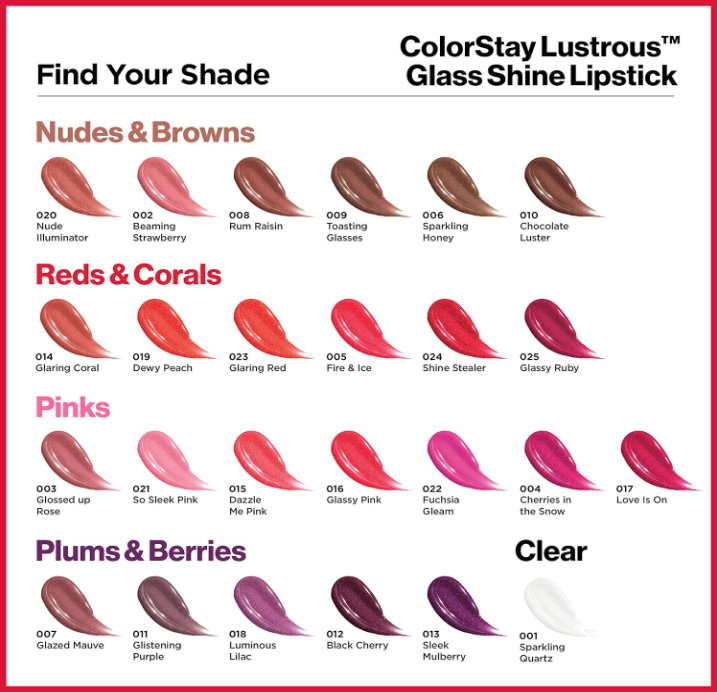 Find Your Shade
ColorStay Lustrous™
Glass Shine Lipstick
Nudes & Browns
020
Nude
Illuminator
002
Beaming
Strawberry
008
Rum Raisin
009
Toasting
Glasses
006
Sparkling
Honey
010
Chocolate
Luster
Reds & Corals
014
Glaring Coral
019
Dewy Peach
023
Glaring Red
005
Fire & Ice
024
Shine Stealer
025
Glassy Ruby
Pinks
003
Glossed up
Rose
021
So Sleek Pink
015
Dazzle
Me Pink
016
Glassy Pink
022
Fuchsia
Gleam
004
Cherries in
the Snow
017
Love Is On
Plums & Berries
007
Glazed Mauve
011
Glistening
Purple
018
Luminous
Lilac
012
Black Cherry
013
Sleek
Mulberry
Clear
001
Sparkling
Quartz